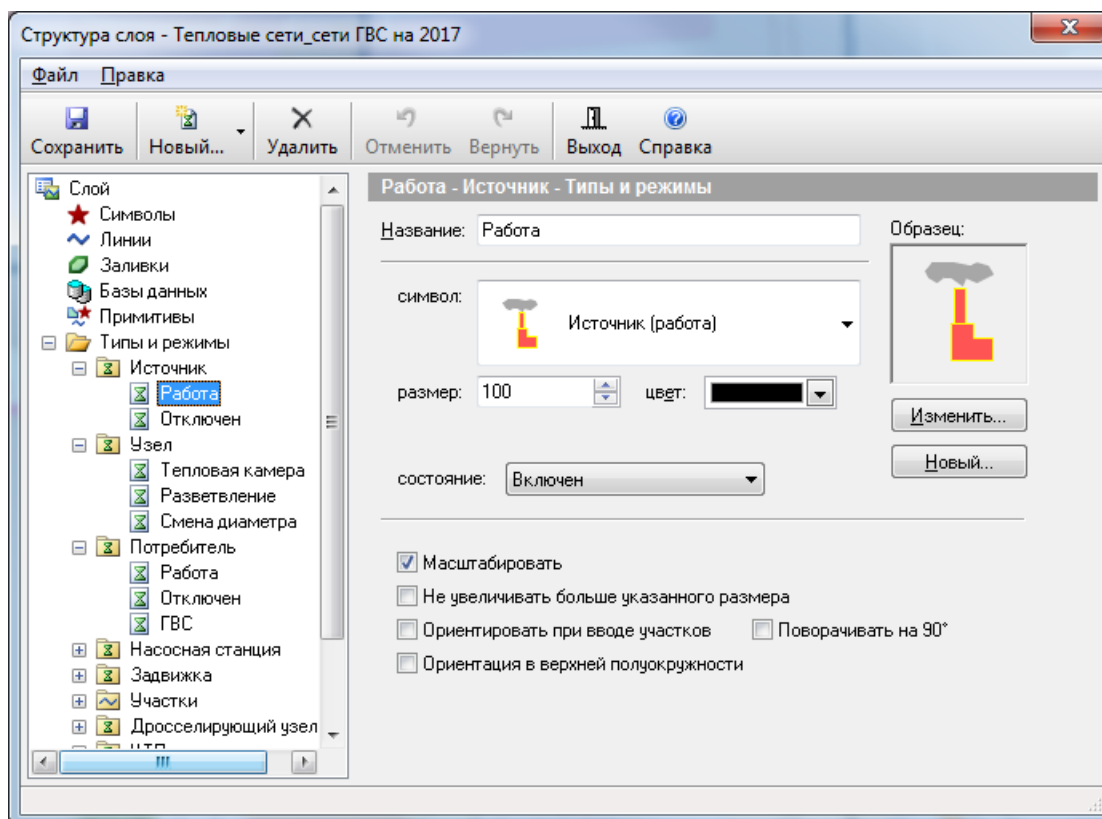 Структура слоя - Тепловые сети_сети ГВС на 2017
Файл Правка
Сохранить Новый... Удалить Отменить Вернуть Выход Справка
Слой
Символы
Линии
Заливки
Базы данных
Примитивы
Типы и режимы
Источник
Работа
Отключен
Узел
Тепловая камера
Разветвление
Смена диаметра
Потребитель
Работа
Отключен
ГВС
Насосная станция
Задвижка
Участки
Дросселирующий узел
Работа - Источник - Типы и режимы
Название: Работа
Образец:
символ: Источник (работа)
размер: 100 цвет:
Изменить...
Новый...
состояние: Включен
Масштабировать
Не увеличивать больше указанного размера
Ориентировать при вводе участков Поворачивать на 90°
Ориентация в верхней полуокружности